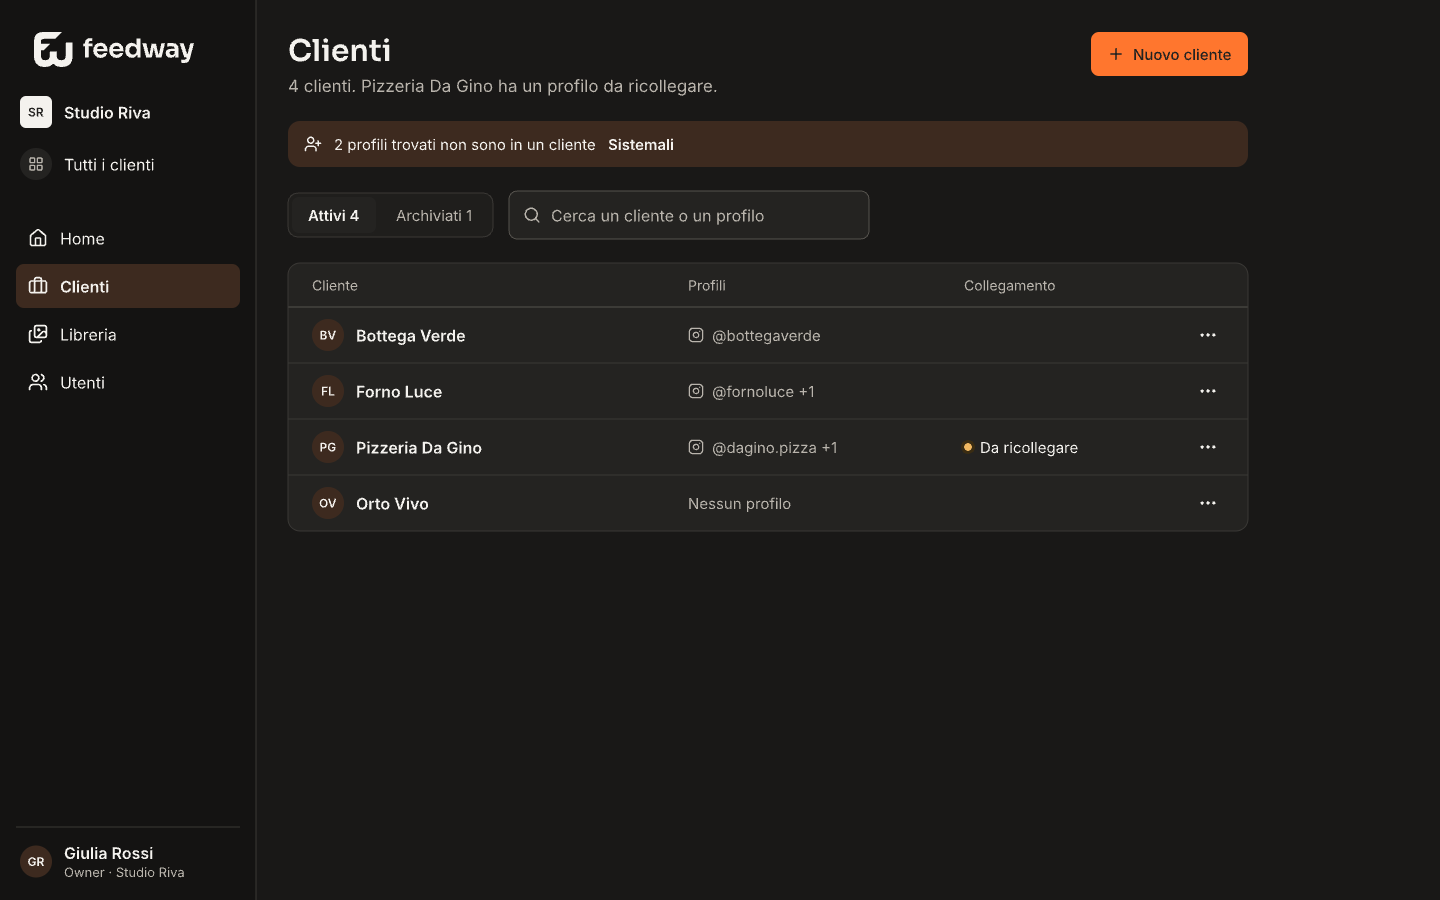 feedway
SR Studio Riva
Tutti i clienti
Home
Clienti
Libreria
Utenti
GR Giulia Rossi
Owner · Studio Riva
Clienti
4 clienti. Pizzeria Da Gino ha un profilo da ricollegare.
+ Nuovo cliente
2 profili trovati non sono in un cliente Sistemali
Attivi 4 Archiviati 1
Cerca un cliente o un profilo
Cliente Profili Collegamento
BV Bottega Verde @bottegaverde
FL Forno Luce @fornoluce +1
PG Pizzeria Da Gino @dagino.pizza +1 Da ricollegare
OV Orto Vivo Nessun profilo